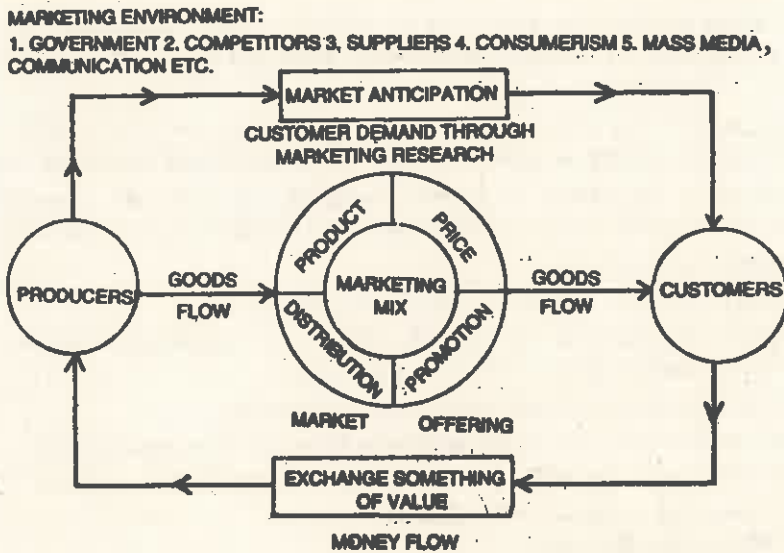 MARKETING ENVIRONMENT:
1. GOVERNMENT 2. COMPETITORS 3, SUPPLIERS 4. CONSUMERISM 5. MASS MEDIA,
COMMUNICATION ETC.
MARKET ANTICIPATION
CUSTOMER DEMAND THROUGH
MARKETING RESEARCH
PRODUCT
PRICE
PRODUCERS
GOODS
FLOW
MARKETING
MIX
GOODS
FLOW
CUSTOMERS
DISTRIBUTION
PROMOTION
MARKET
OFFERING
EXCHANGE SOMETHING
OF VALUE
MONEY FLOW